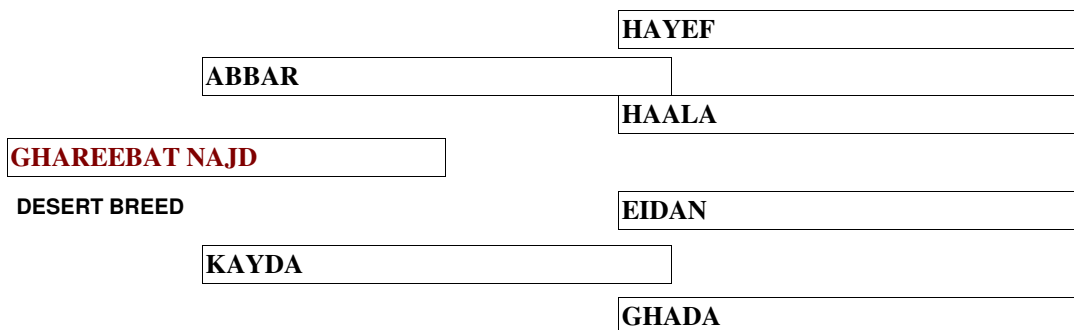 HAYEF
ABBAR
HAALA
GHAREEBAT NAJD
DESERT BREED
EIDAN
KAYDA
GHADA